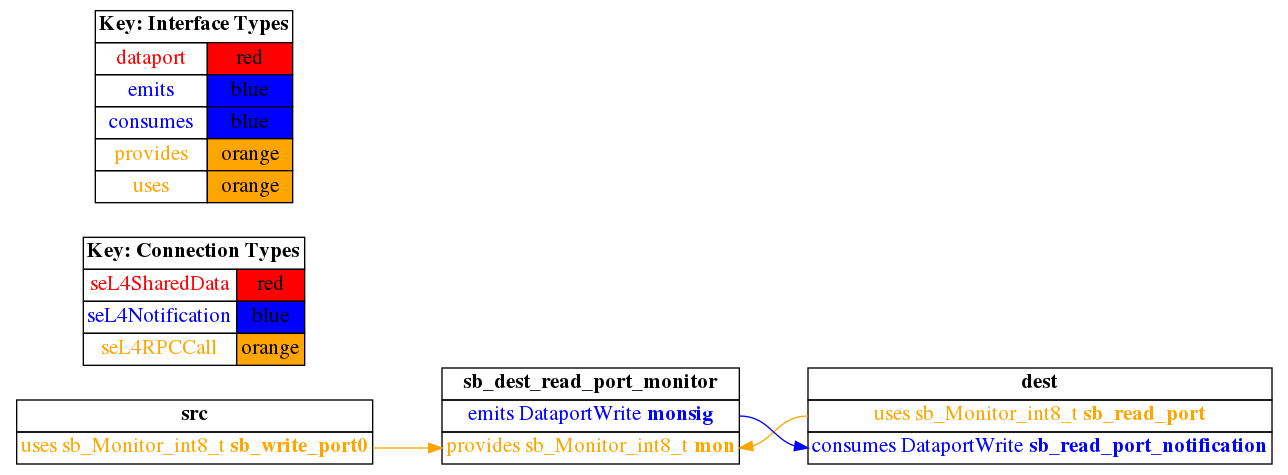 Key: Interface Types
dataport red
emits blue
consumes blue
provides orange
uses orange
Key: Connection Types
seL4SharedData red
seL4Notification blue
seL4RPCCall orange
src
uses sb_Monitor_int8_t sb_write_port0
sb_dest_read_port_monitor
emits DataportWrite monsig
provides sb_Monitor_int8_t mon
dest
uses sb_Monitor_int8_t sb_read_port
consumes DataportWrite sb_read_port_notification